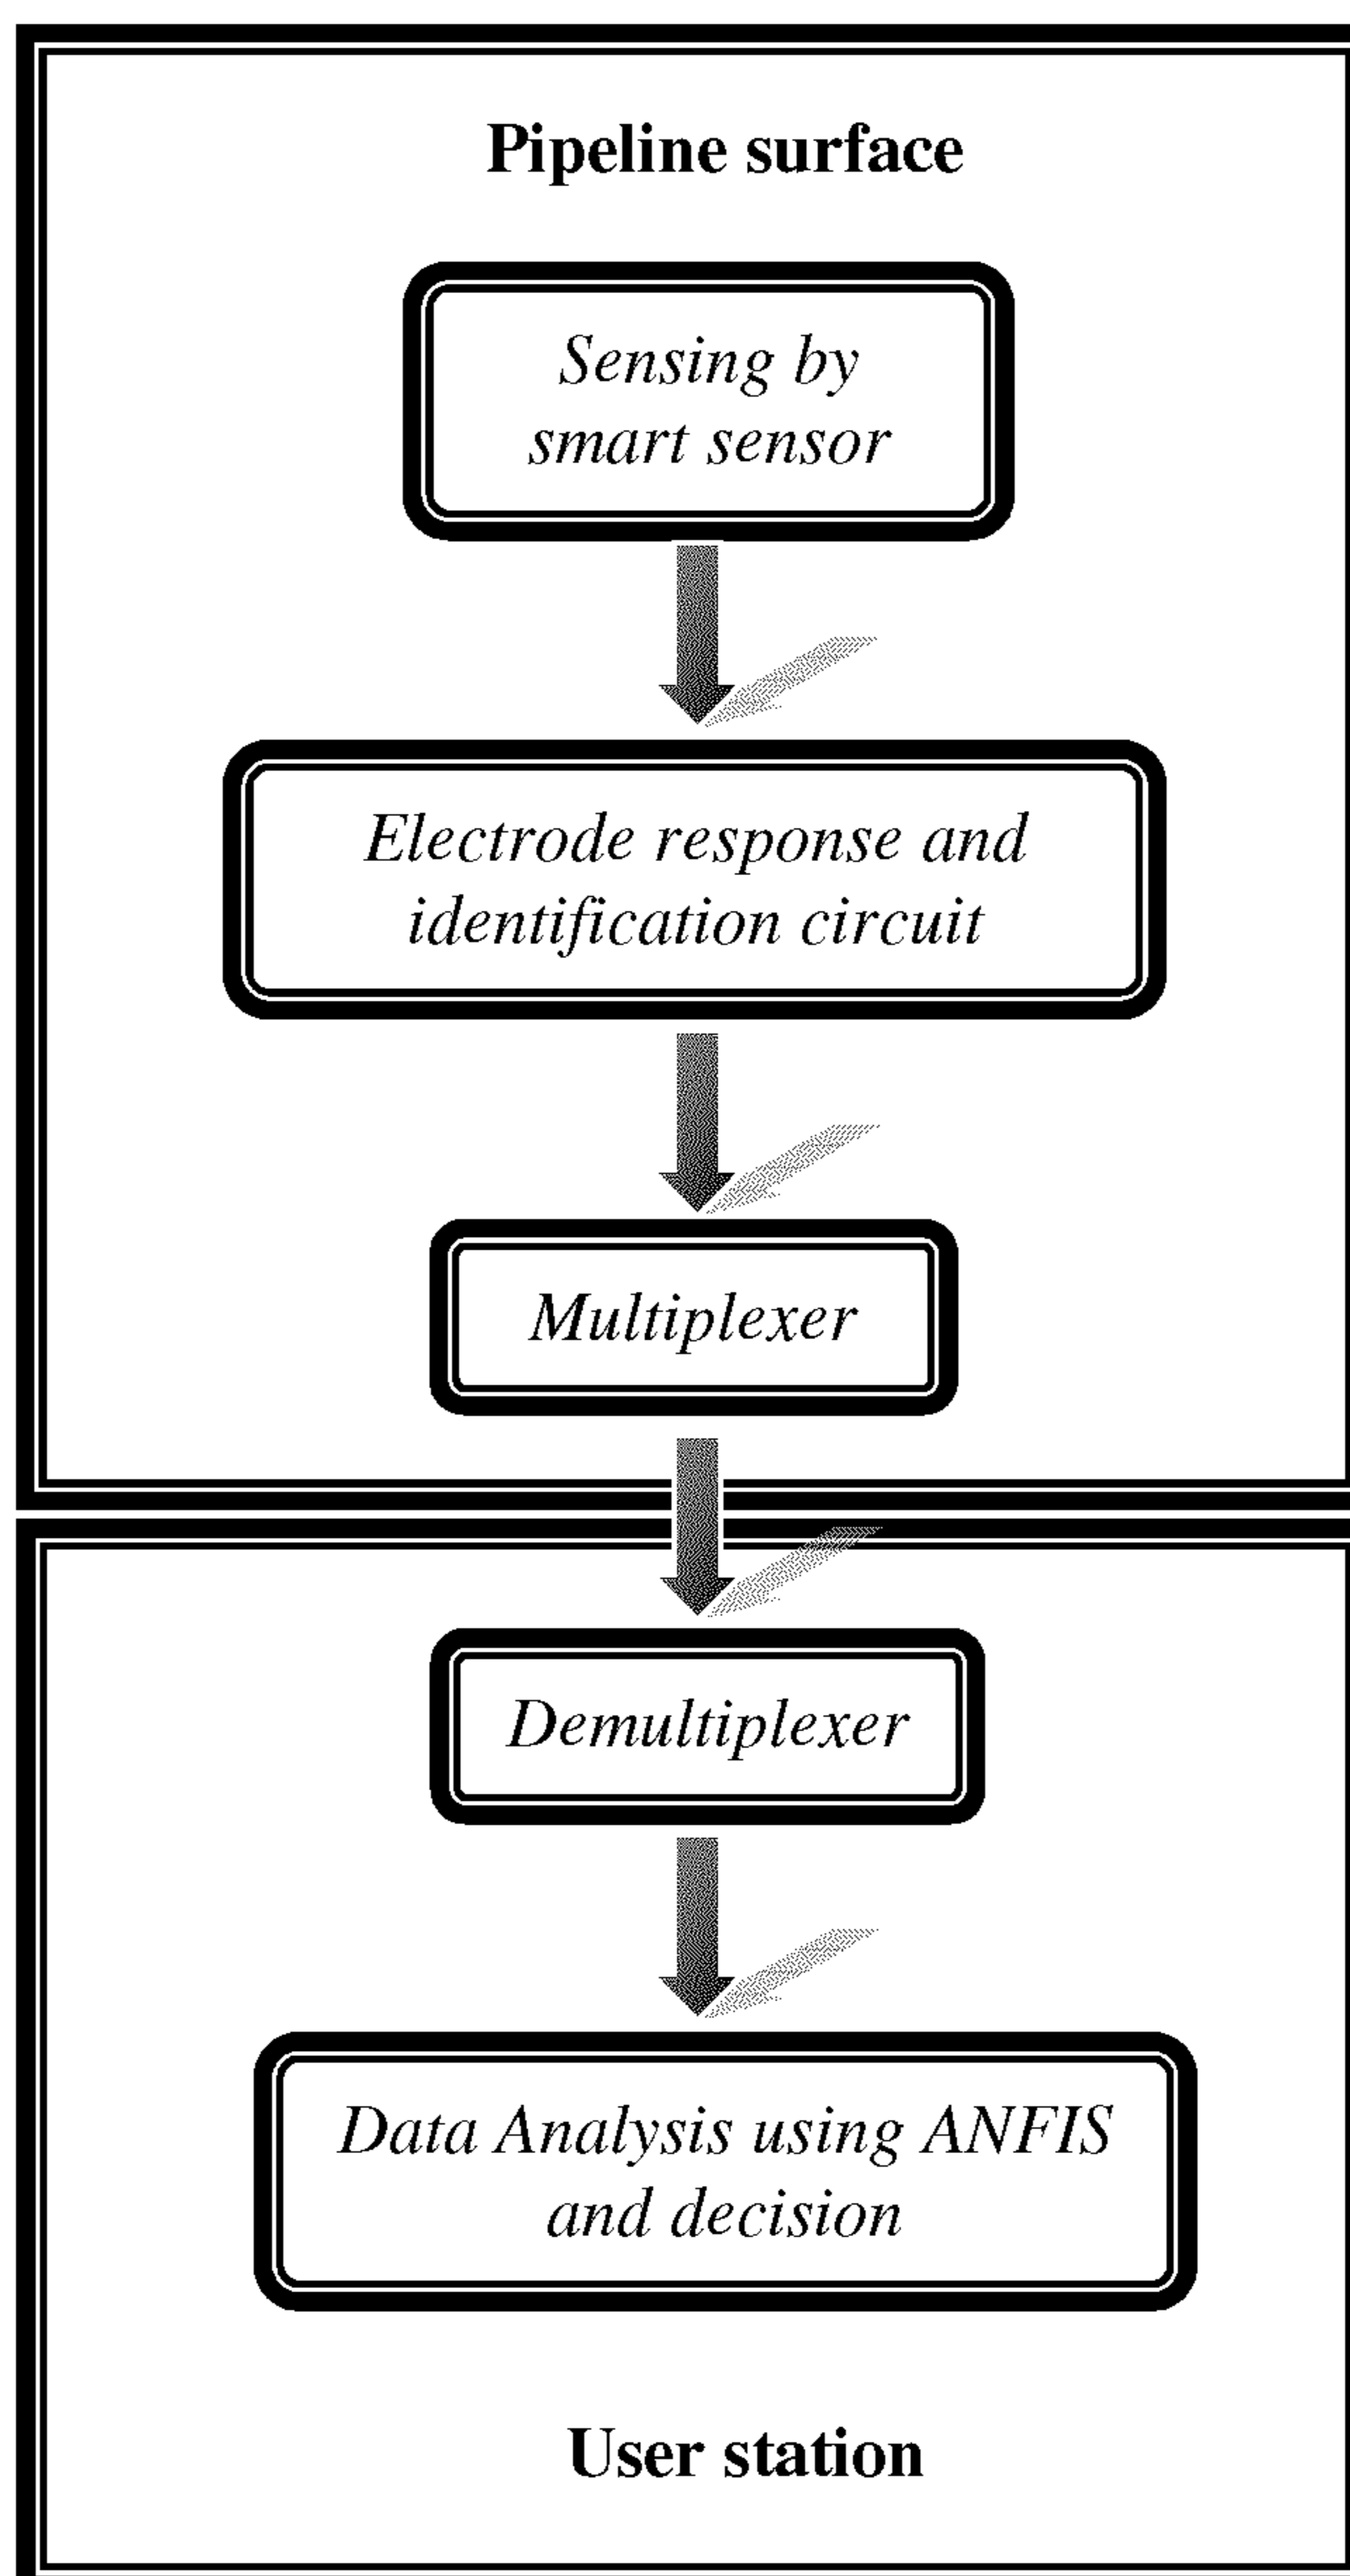 Pipeline surface
Sensing by
smart sensor
Electrode response and
identification circuit
Multiplexer
Demultiplexer
Data Analysis using ANFIS
and decision
User station